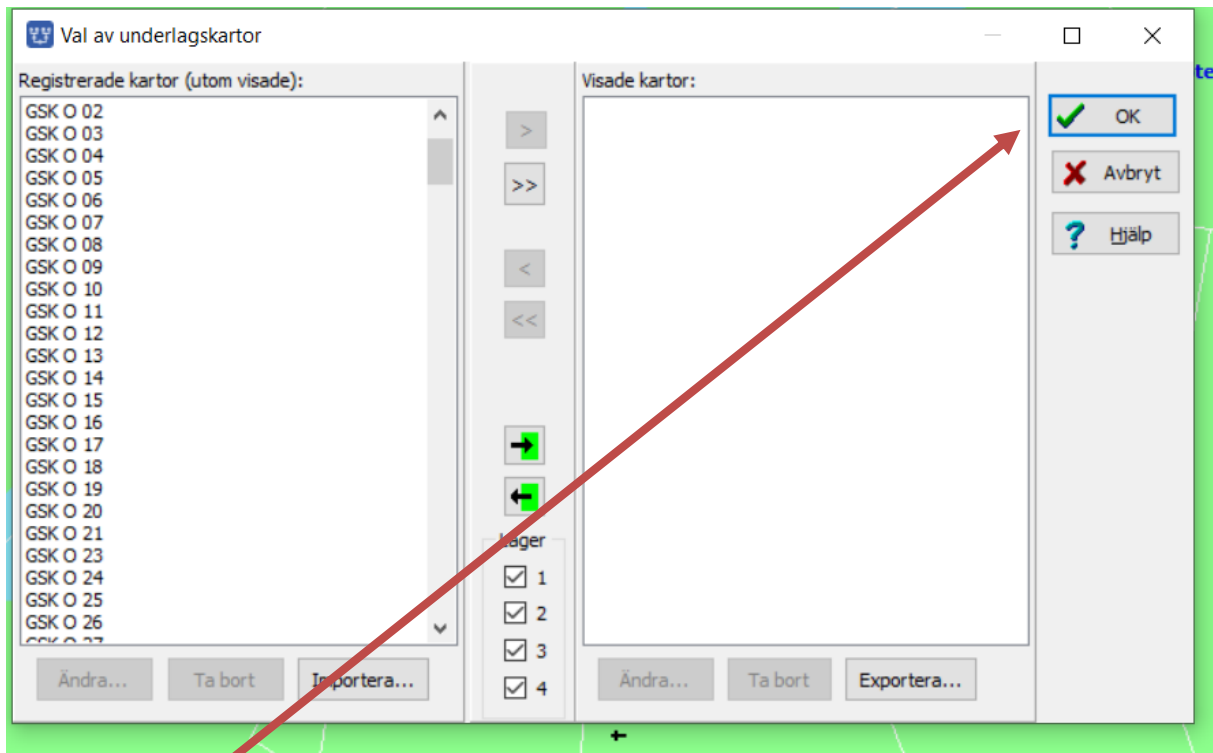 Val av underlagskartor
te
Registrerade kartor (utom visade):
GSK O 02
GSK O 03
GSK O 04
GSK O 05
GSK O 06
GSK O 07
GSK O 08
GSK O 09
GSK O 10
GSK O 11
GSK O 12
GSK O 13
GSK O 14
GSK O 15
GSK O 16
GSK O 17
GSK O 18
GSK O 19
GSK O 20
GSK O 21
GSK O 23
GSK O 24
GSK O 25
GSK O 26
GSK O 27
Ändra...
Ta bort
Importera...
>
>>
<
<<
Lager
1
2
3
4
Visade kartor:
Ändra...
Ta bort
Exportera...
OK
Avbryt
? Hjälp